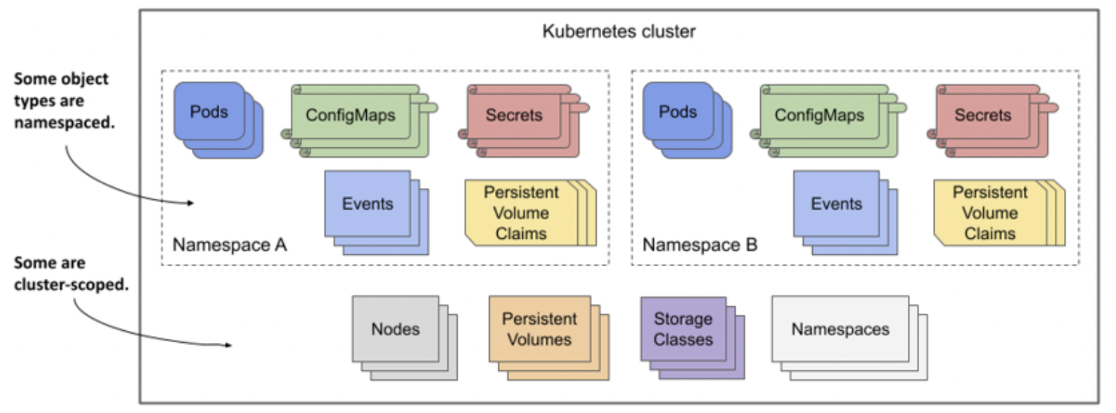 Kubernetes cluster
Some object
types are
namespaced.
Pods
ConfigMaps
Secrets
Events
Persistent
Volume
Claims
Namespace A
Pods
ConfigMaps
Secrets
Events
Persistent
Volume
Claims
Namespace B
Some are
cluster-scoped.
Nodes
Persistent
Volumes
Storage
Classes
Namespaces